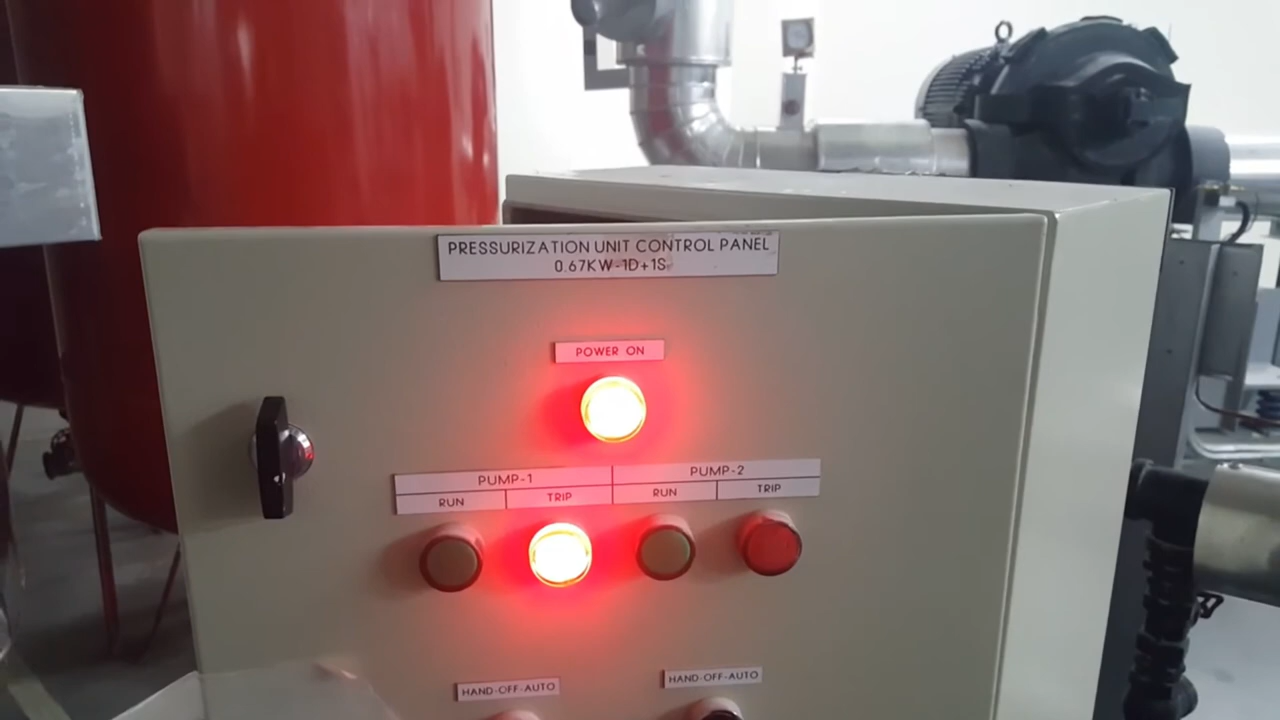 PRESSURIZATION UNIT CONTROL PANEL
0.67KW-1D+1S
POWER ON
PUMP-1 PUMP-2
RUN TRIP RUN TRIP
HAND-OFF-AUTO HAND-OFF-AUTO